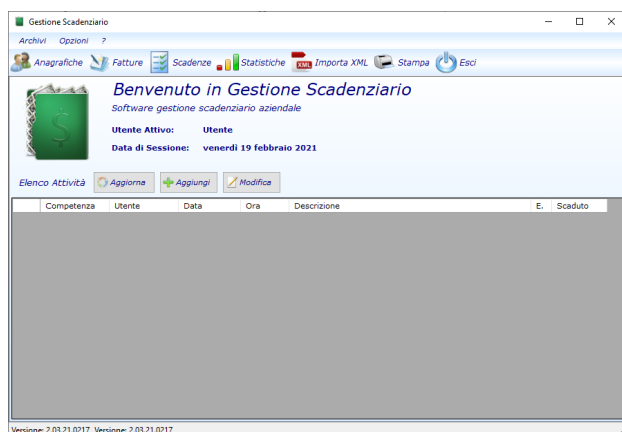 Gestione Scadenziario
Archivi Opzioni ?
Anagrafiche Fatture Scadenze Statistiche XML Importa XML Stampa Esci
Benvenuto in Gestione Scadenziario
Software gestione scadenziario aziendale
Utente Attivo: Utente
Data di Sessione: venerdì 19 febbraio 2021
Elenco Attività Aggiorna Aggiungi Modifica
Competenza Utente Data Ora Descrizione E. Scaduto
Versione: 2.03.21.0217 Versione: 2.03.21.0217